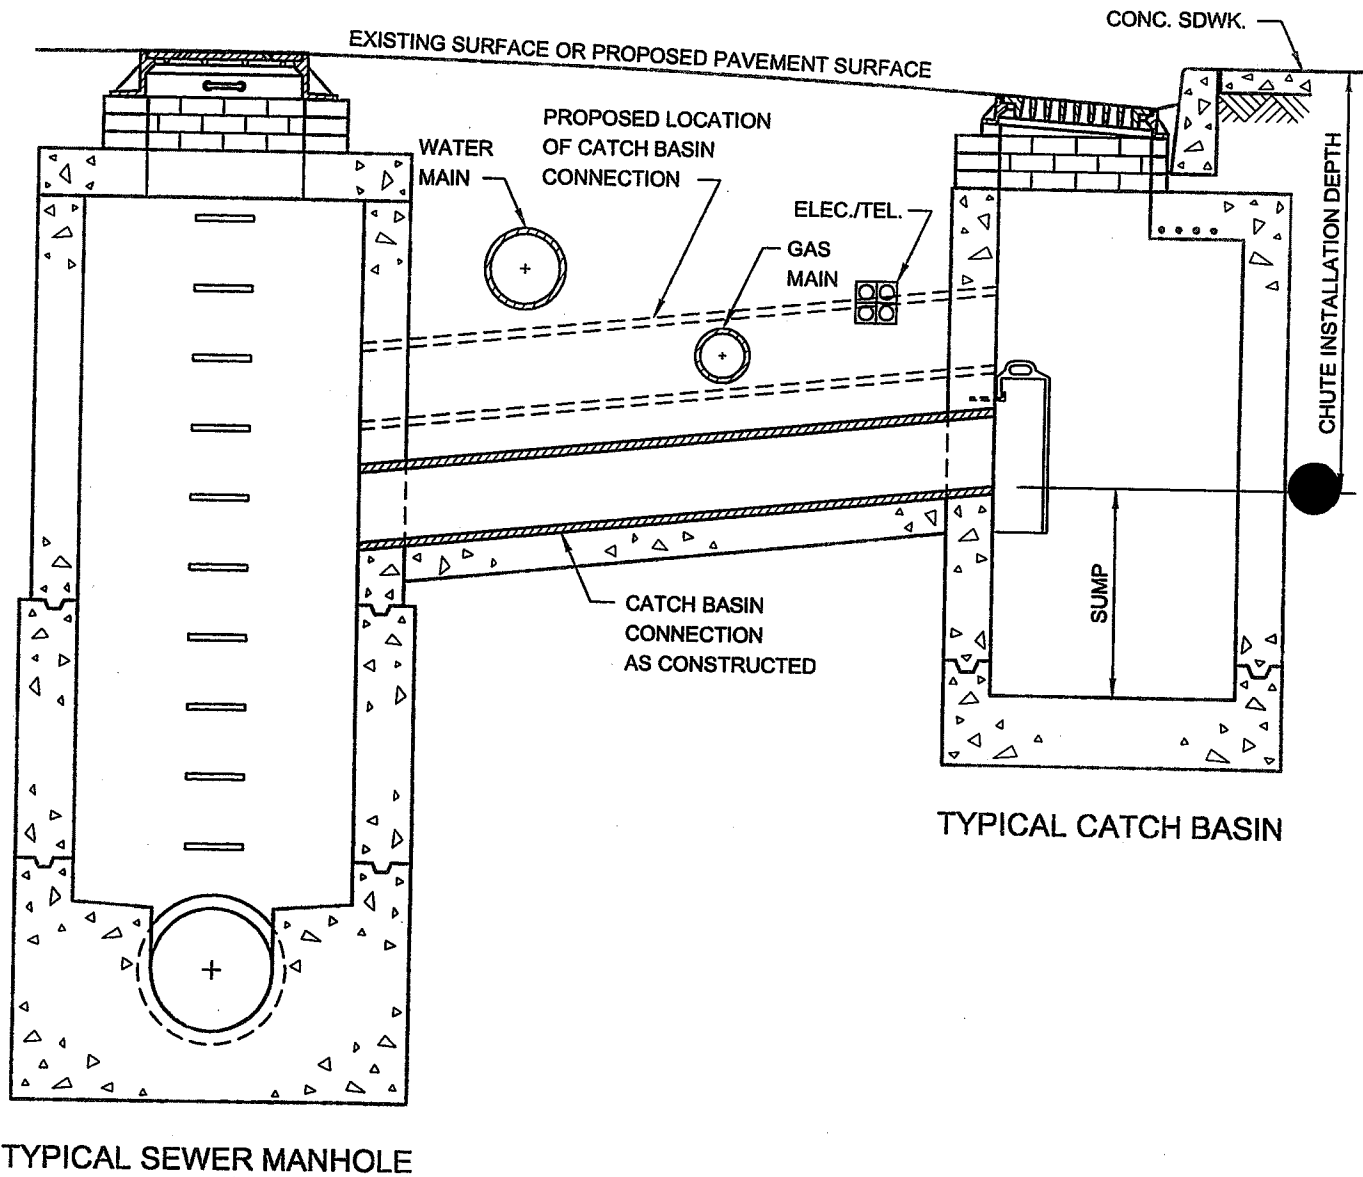 CONC. SDWK.
EXISTING SURFACE OR PROPOSED PAVEMENT SURFACE
PROPOSED LOCATION
OF CATCH BASIN
CONNECTION
WATER
MAIN
ELEC./TEL.
GAS
MAIN
CHUTE INSTALLATION DEPTH
SUMP
CATCH BASIN
CONNECTION
AS CONSTRUCTED
TYPICAL CATCH BASIN
TYPICAL SEWER MANHOLE